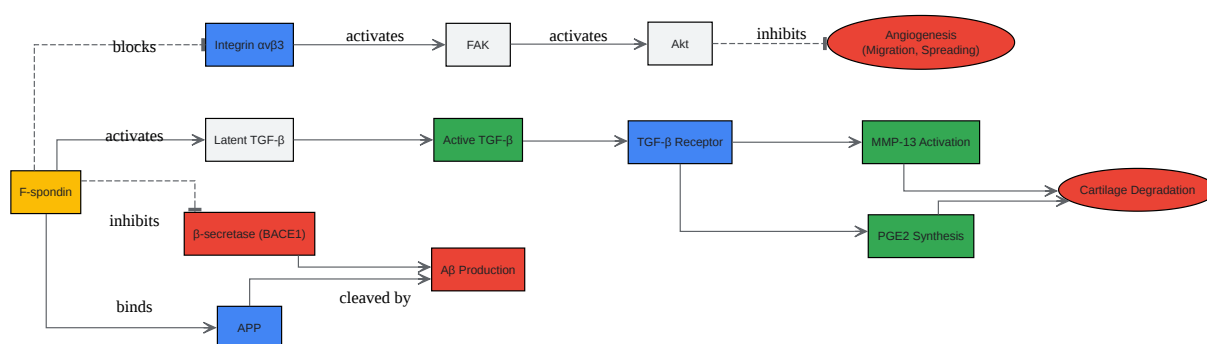 blocks
Integrin αvβ3
activates
FAK
activates
Akt
inhibits
Angiogenesis
(Migration, Spreading)
activates
Latent TGF-β
Active TGF-β
TGF-β Receptor
MMP-13 Activation
F-spondin
Cartilage Degradation
inhibits
β-secretase (BACE1)
PGE2 Synthesis
Aβ Production
binds
cleaved by
APP